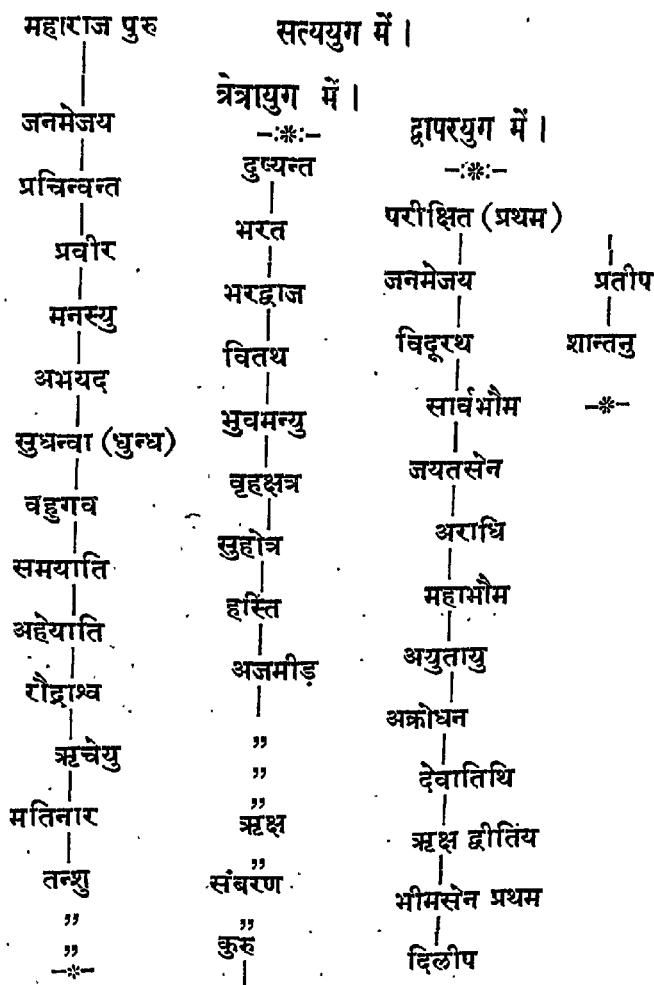 सत्ययुग में ।
महाराज पुरु
जनमेजय
प्रचिन्वन्त
प्रवीर
मनस्यु
अभयद
सुधन्वा (धुन्ध)
वहुगव
समयाति
अहेयाति
रौद्राश्व
ऋचेयु
मतिनार
तन्शु
,,
,,
—※—
त्रेत्रायुग में ।
—:※:—
दुष्यन्त
भरत
भरद्वाज
वितथ
भुवमन्यु
वृहक्षत्र
सुहोत्र
हस्ति
अजमीड़
,,
,,
,,
ऋक्ष
,,
संबरण
,,
कुरु
द्वापरयुग में ।
—:※:—
परीक्षित (प्रथम)
जनमेजय
विदूरथ
सार्वभौम
जयतसेन
अराधि
महाभौम
अयुतायु
अक्रोधन
देवातिथि
ऋक्ष द्वीतिंय
भीमसेन प्रथम
दिलीप
प्रतीप
शान्तनु
—※—